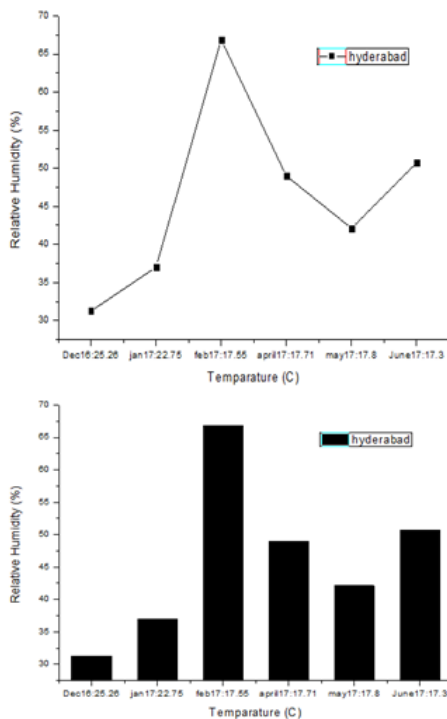 70
65
60
55
50
45
40
35
30
Relative Humidity (%)
hyderabad
Dec16:25.26 jan17:22.75 feb17:17.55 april17:17.71 may17:17.8 June17:17.3
Temparature (C)
70
65
60
55
50
45
40
35
30
Relative Humidity (%)
hyderabad
Dec16:25.26 jan17:22.75 feb17:17.55 april17:17.71 may17:17.8 June17:17.3
Temparature (C)